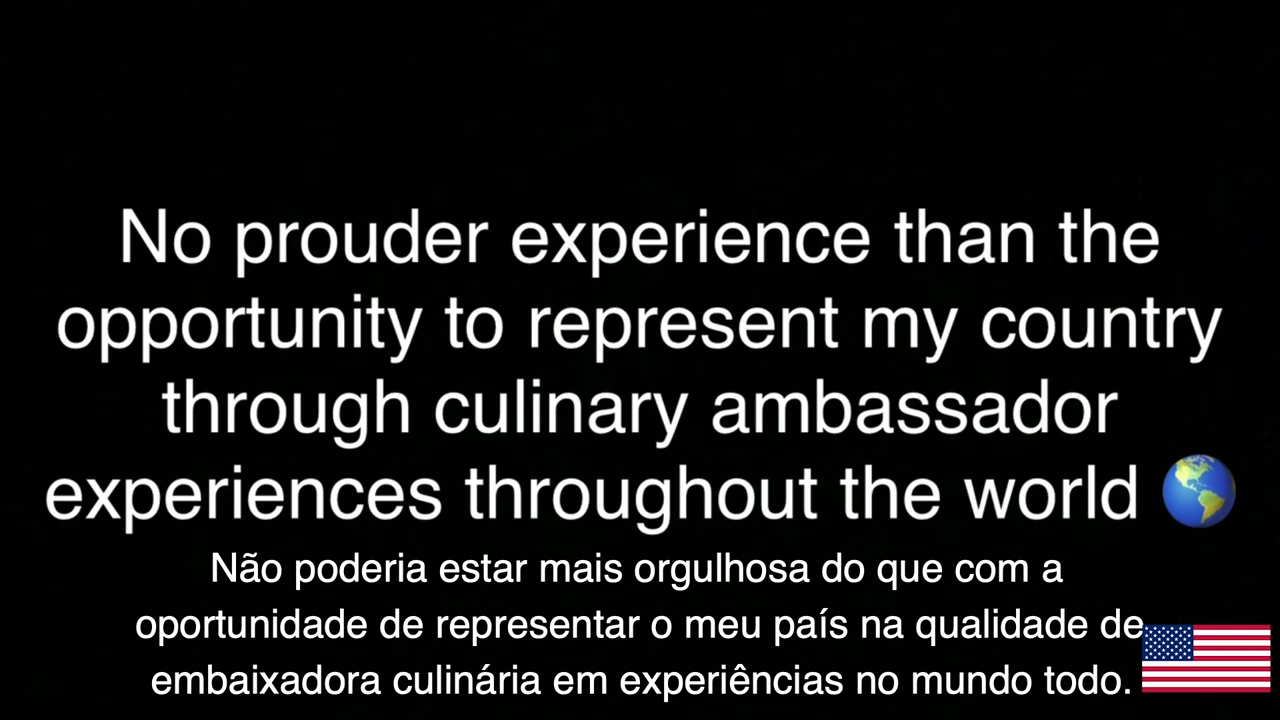 No prouder experience than the
opportunity to represent my country
through culinary ambassador
experiences throughout the world 🌎
Não poderia estar mais orgulhosa do que com a
oportunidade de representar o meu país na qualidade de
embaixadora culinária em experiências no mundo todo.